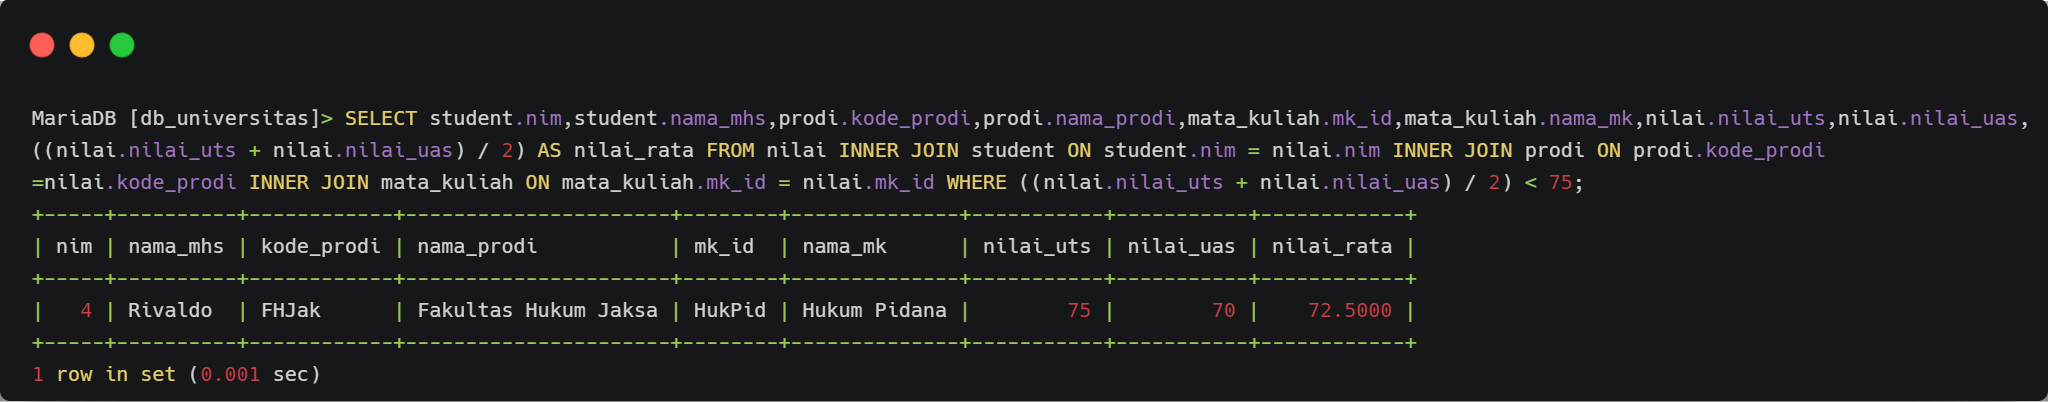 MariaDB [db_universitas]> SELECT student.nim,student.nama_mhs,prodi.kode_prodi,prodi.nama_prodi,mata_kuliah.mk_id,mata_kuliah.nama_mk,nilai.nilai_uts,nilai.nilai_uas,
((nilai.nilai_uts + nilai.nilai_uas) / 2) AS nilai_rata FROM nilai INNER JOIN student ON student.nim = nilai.nim INNER JOIN prodi ON prodi.kode_prodi
=nilai.kode_prodi INNER JOIN mata_kuliah ON mata_kuliah.mk_id = nilai.mk_id WHERE ((nilai.nilai_uts + nilai.nilai_uas) / 2) < 75;
+-----+----------+------------+----------------------+--------+--------------+-----------+-----------+------------+
| nim | nama_mhs | kode_prodi | nama_prodi           | mk_id  | nama_mk      | nilai_uts | nilai_uas | nilai_rata |
+-----+----------+------------+----------------------+--------+--------------+-----------+-----------+------------+
|   4 | Rivaldo  | FHJak      | Fakultas Hukum Jaksa | HukPid | Hukum Pidana |        75 |        70 |    72.5000 |
+-----+----------+------------+----------------------+--------+--------------+-----------+-----------+------------+
1 row in set (0.001 sec)